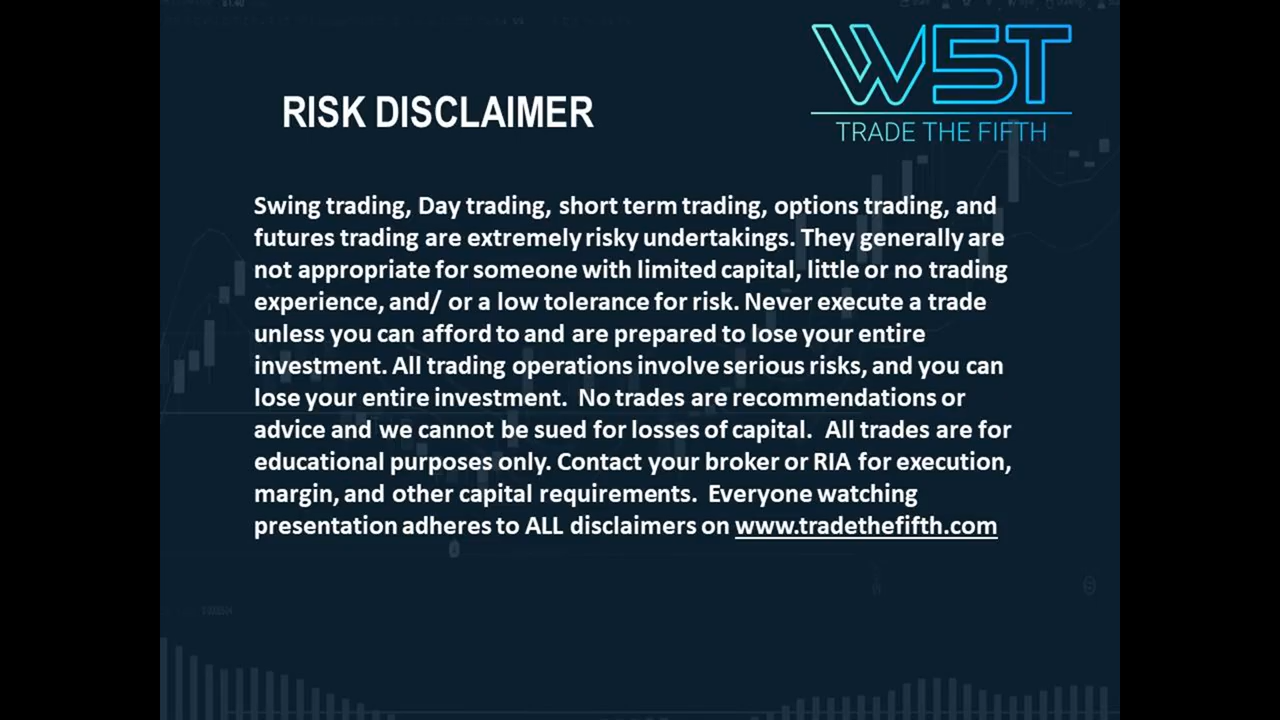 W5T
TRADE THE FIFTH
RISK DISCLAIMER
Swing trading, Day trading, short term trading, options trading, and
futures trading are extremely risky undertakings. They generally are
not appropriate for someone with limited capital, little or no trading
experience, and/ or a low tolerance for risk. Never execute a trade
unless you can afford to and are prepared to lose your entire
investment. All trading operations involve serious risks, and you can
lose your entire investment.  No trades are recommendations or
advice and we cannot be sued for losses of capital.  All trades are for
educational purposes only. Contact your broker or RIA for execution,
margin, and other capital requirements.  Everyone watching
presentation adheres to ALL disclaimers on www.tradethefifth.com